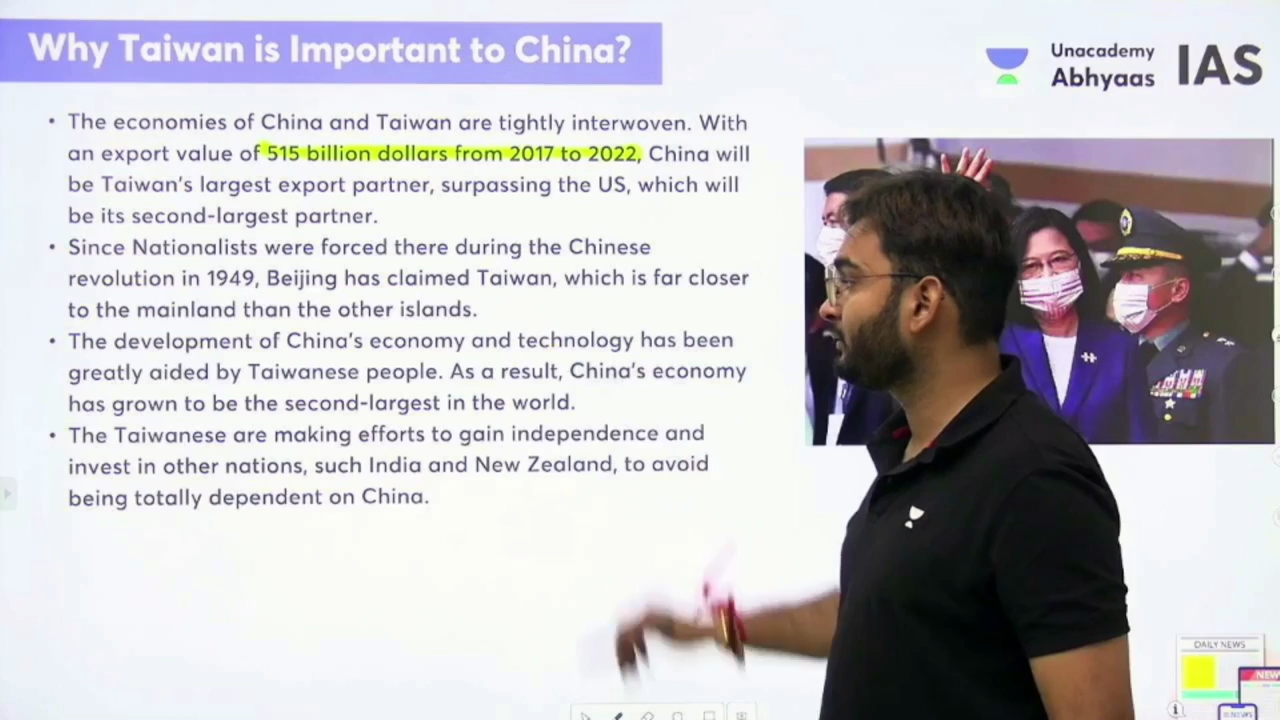 Why Taiwan is Important to China?
Unacademy
Abhyaas
IAS
• The economies of China and Taiwan are tightly interwoven. With
an export value of 515 billion dollars from 2017 to 2022, China will
be Taiwan's largest export partner, surpassing the US, which will
be its second-largest partner.
• Since Nationalists were forced there during the Chinese
revolution in 1949, Beijing has claimed Taiwan, which is far closer
to the mainland than the other islands.
• The development of China's economy and technology has been
greatly aided by Taiwanese people. As a result, China's economy
has grown to be the second-largest in the world.
• The Taiwanese are making efforts to gain independence and
invest in other nations, such India and New Zealand, to avoid
being totally dependent on China.
DAILY NEWS
NEW
NEWS